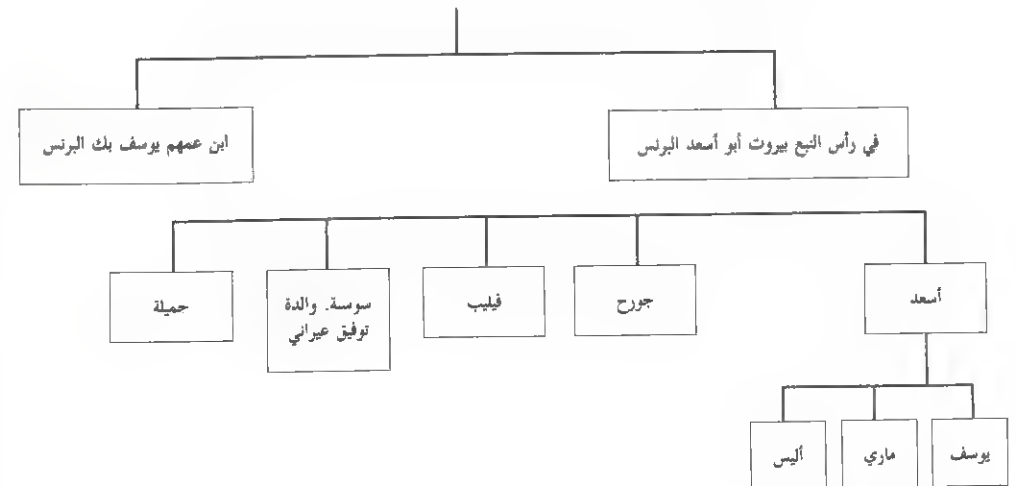 في رأس النبع بيروت أبو أسعد البرنس
ابن عمهم يوسف بك البرنس
أسعد
جورج
فيليب
سوسة. والدة
توفيق عيراني
جميلة
يوسف
ماري
أليس